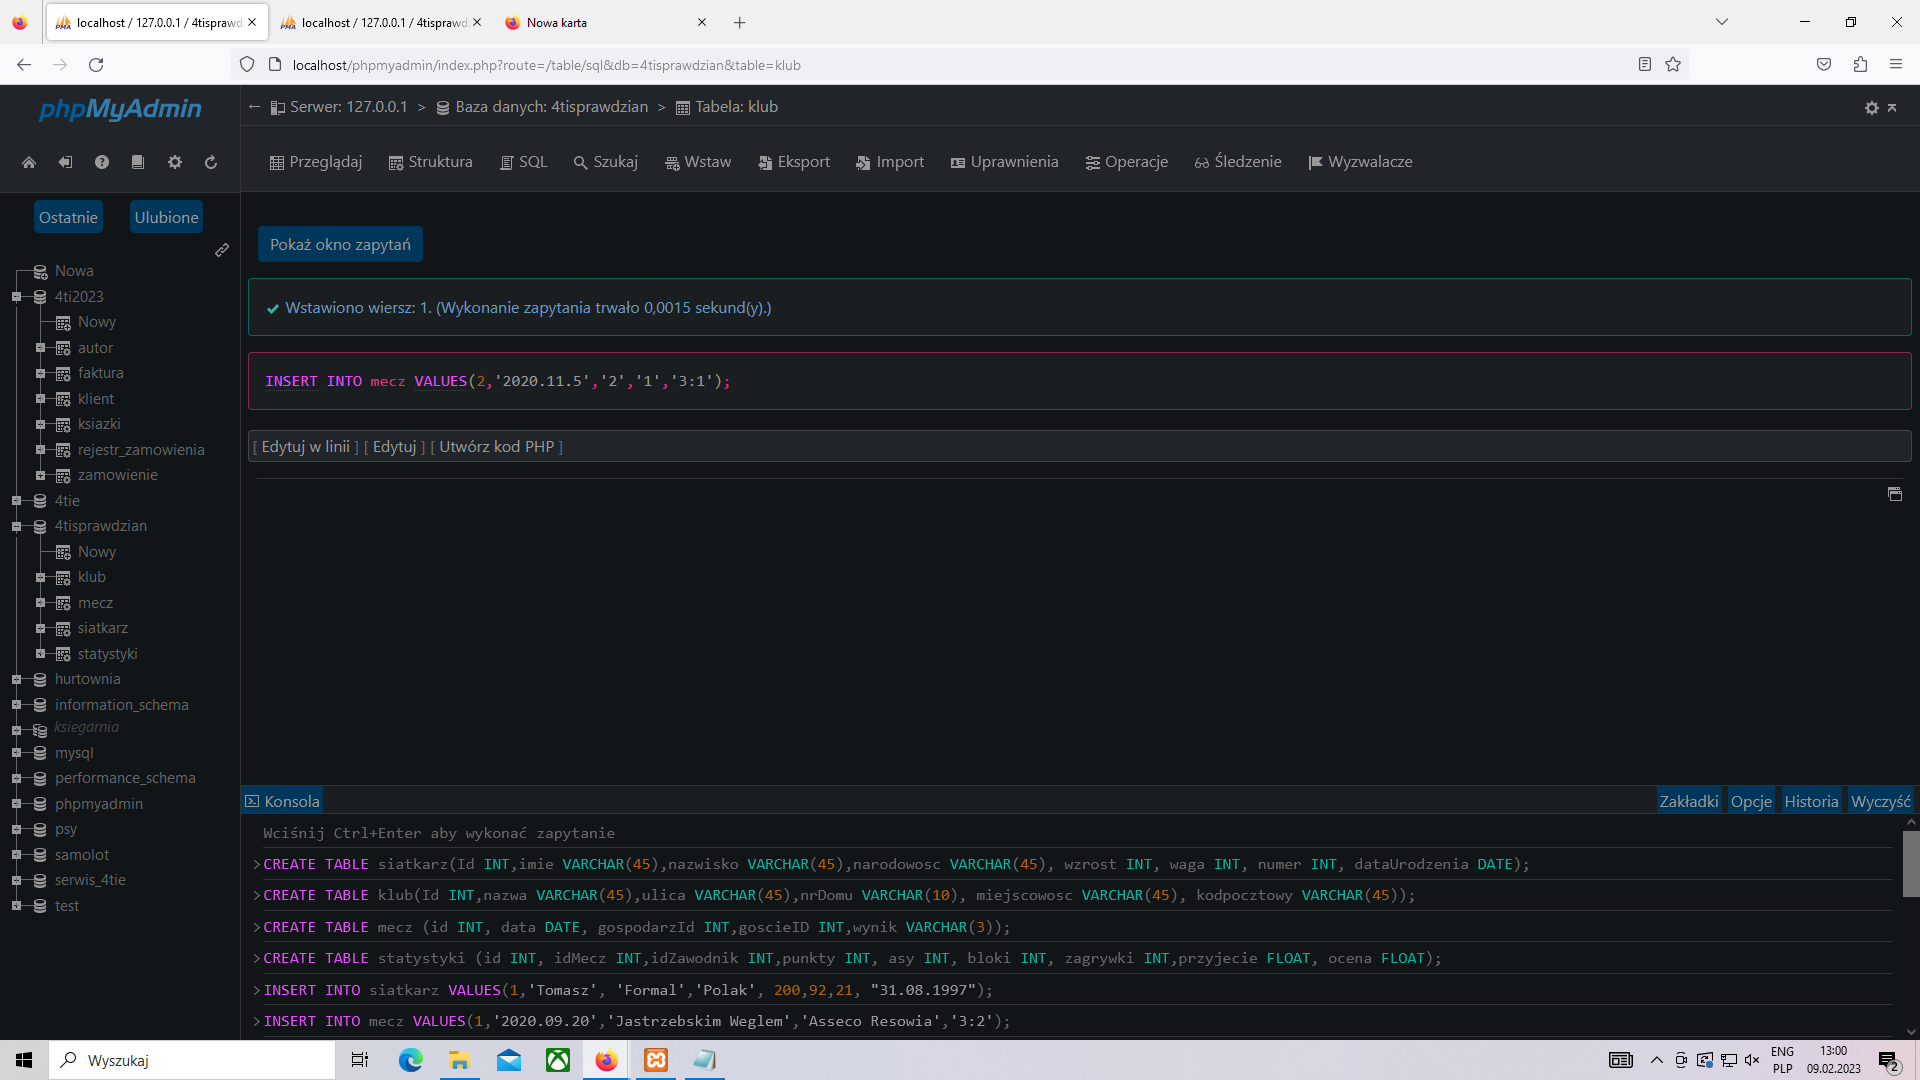 localhost / 127.0.0.1 / 4tisprawd
localhost / 127.0.0.1 / 4tisprawd
Nowa karta
localhost/phpmyadmin/index.php?route=/table/sql&db=4tisprawdzian&table=klub
phpMyAdmin
Serwer: 127.0.0.1 > Baza danych: 4tisprawdzian > Tabela: klub
Przeglądaj Struktura SQL Szukaj Wstaw Eksport Import Uprawnienia Operacje Śledzenie Wyzwalacze
Ostatnie Ulubione
Nowa
4ti2023
Nowy
autor
faktura
klient
ksiazki
rejestr_zamowienia
zamowienie
4tie
4tisprawdzian
Nowy
klub
mecz
siatkarz
statystyki
hurtownia
information_schema
ksiegarnia
mysql
performance_schema
phpmyadmin
psy
samolot
serwis_4tie
test
Pokaż okno zapytań
Wstawiono wiersz: 1. (Wykonanie zapytania trwało 0,0015 sekund(y).)
INSERT INTO mecz VALUES(2,'2020.11.5','2','1','3:1');
[ Edytuj w linii ] [ Edytuj ] [ Utwórz kod PHP ]
Konsola
Zakładki Opcje Historia Wyczyść
Wciśnij Ctrl+Enter aby wykonać zapytanie
>CREATE TABLE siatkarz(Id INT,imie VARCHAR(45),nazwisko VARCHAR(45),narodowosc VARCHAR(45), wzrost INT, waga INT, numer INT, dataUrodzenia DATE);
>CREATE TABLE klub(Id INT,nazwa VARCHAR(45),ulica VARCHAR(45),nrDomu VARCHAR(10), miejscowosc VARCHAR(45), kodpocztowy VARCHAR(45));
>CREATE TABLE mecz (id INT, data DATE, gospodarzId INT,goscieID INT,wynik VARCHAR(3));
>CREATE TABLE statystyki (id INT, idMecz INT,idZawodnik INT,punkty INT, asy INT, bloki INT, zagrywki INT,przyjecie FLOAT, ocena FLOAT);
>INSERT INTO siatkarz VALUES(1,'Tomasz', 'Formal','Polak', 200,92,21, "31.08.1997");
>INSERT INTO mecz VALUES(1,'2020.09.20','Jastrzebskim Weglem','Asseco Resowia','3:2');
Wyszukaj
ENG
PLP
13:00
09.02.2023
2